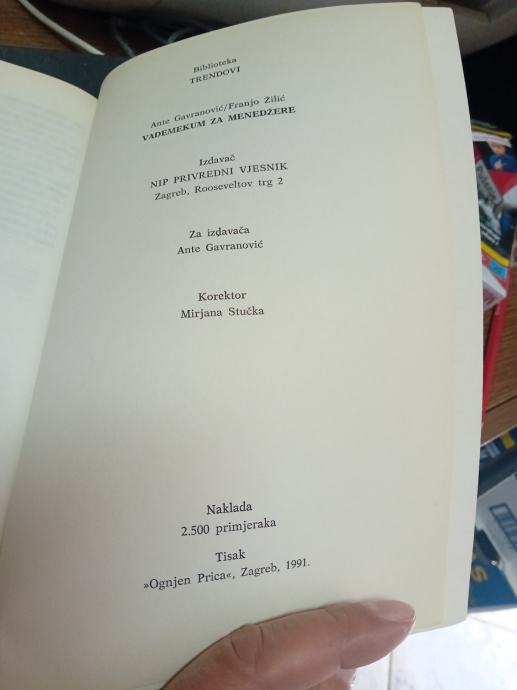 Biblioteka
TRENDOVI
Ante Gavranović/Franjo Žilić
VADEMEKUM ZA MENEDŽERE
Izdavač
NIP PRIVREDNI VJESNIK
Zagreb, Rooseveltov trg 2
Za izdavača
Ante Gavranović
Korektor
Mirjana Stučka
Naklada
2.500 primjeraka
Tisak
»Ognjen Prica«, Zagreb, 1991.